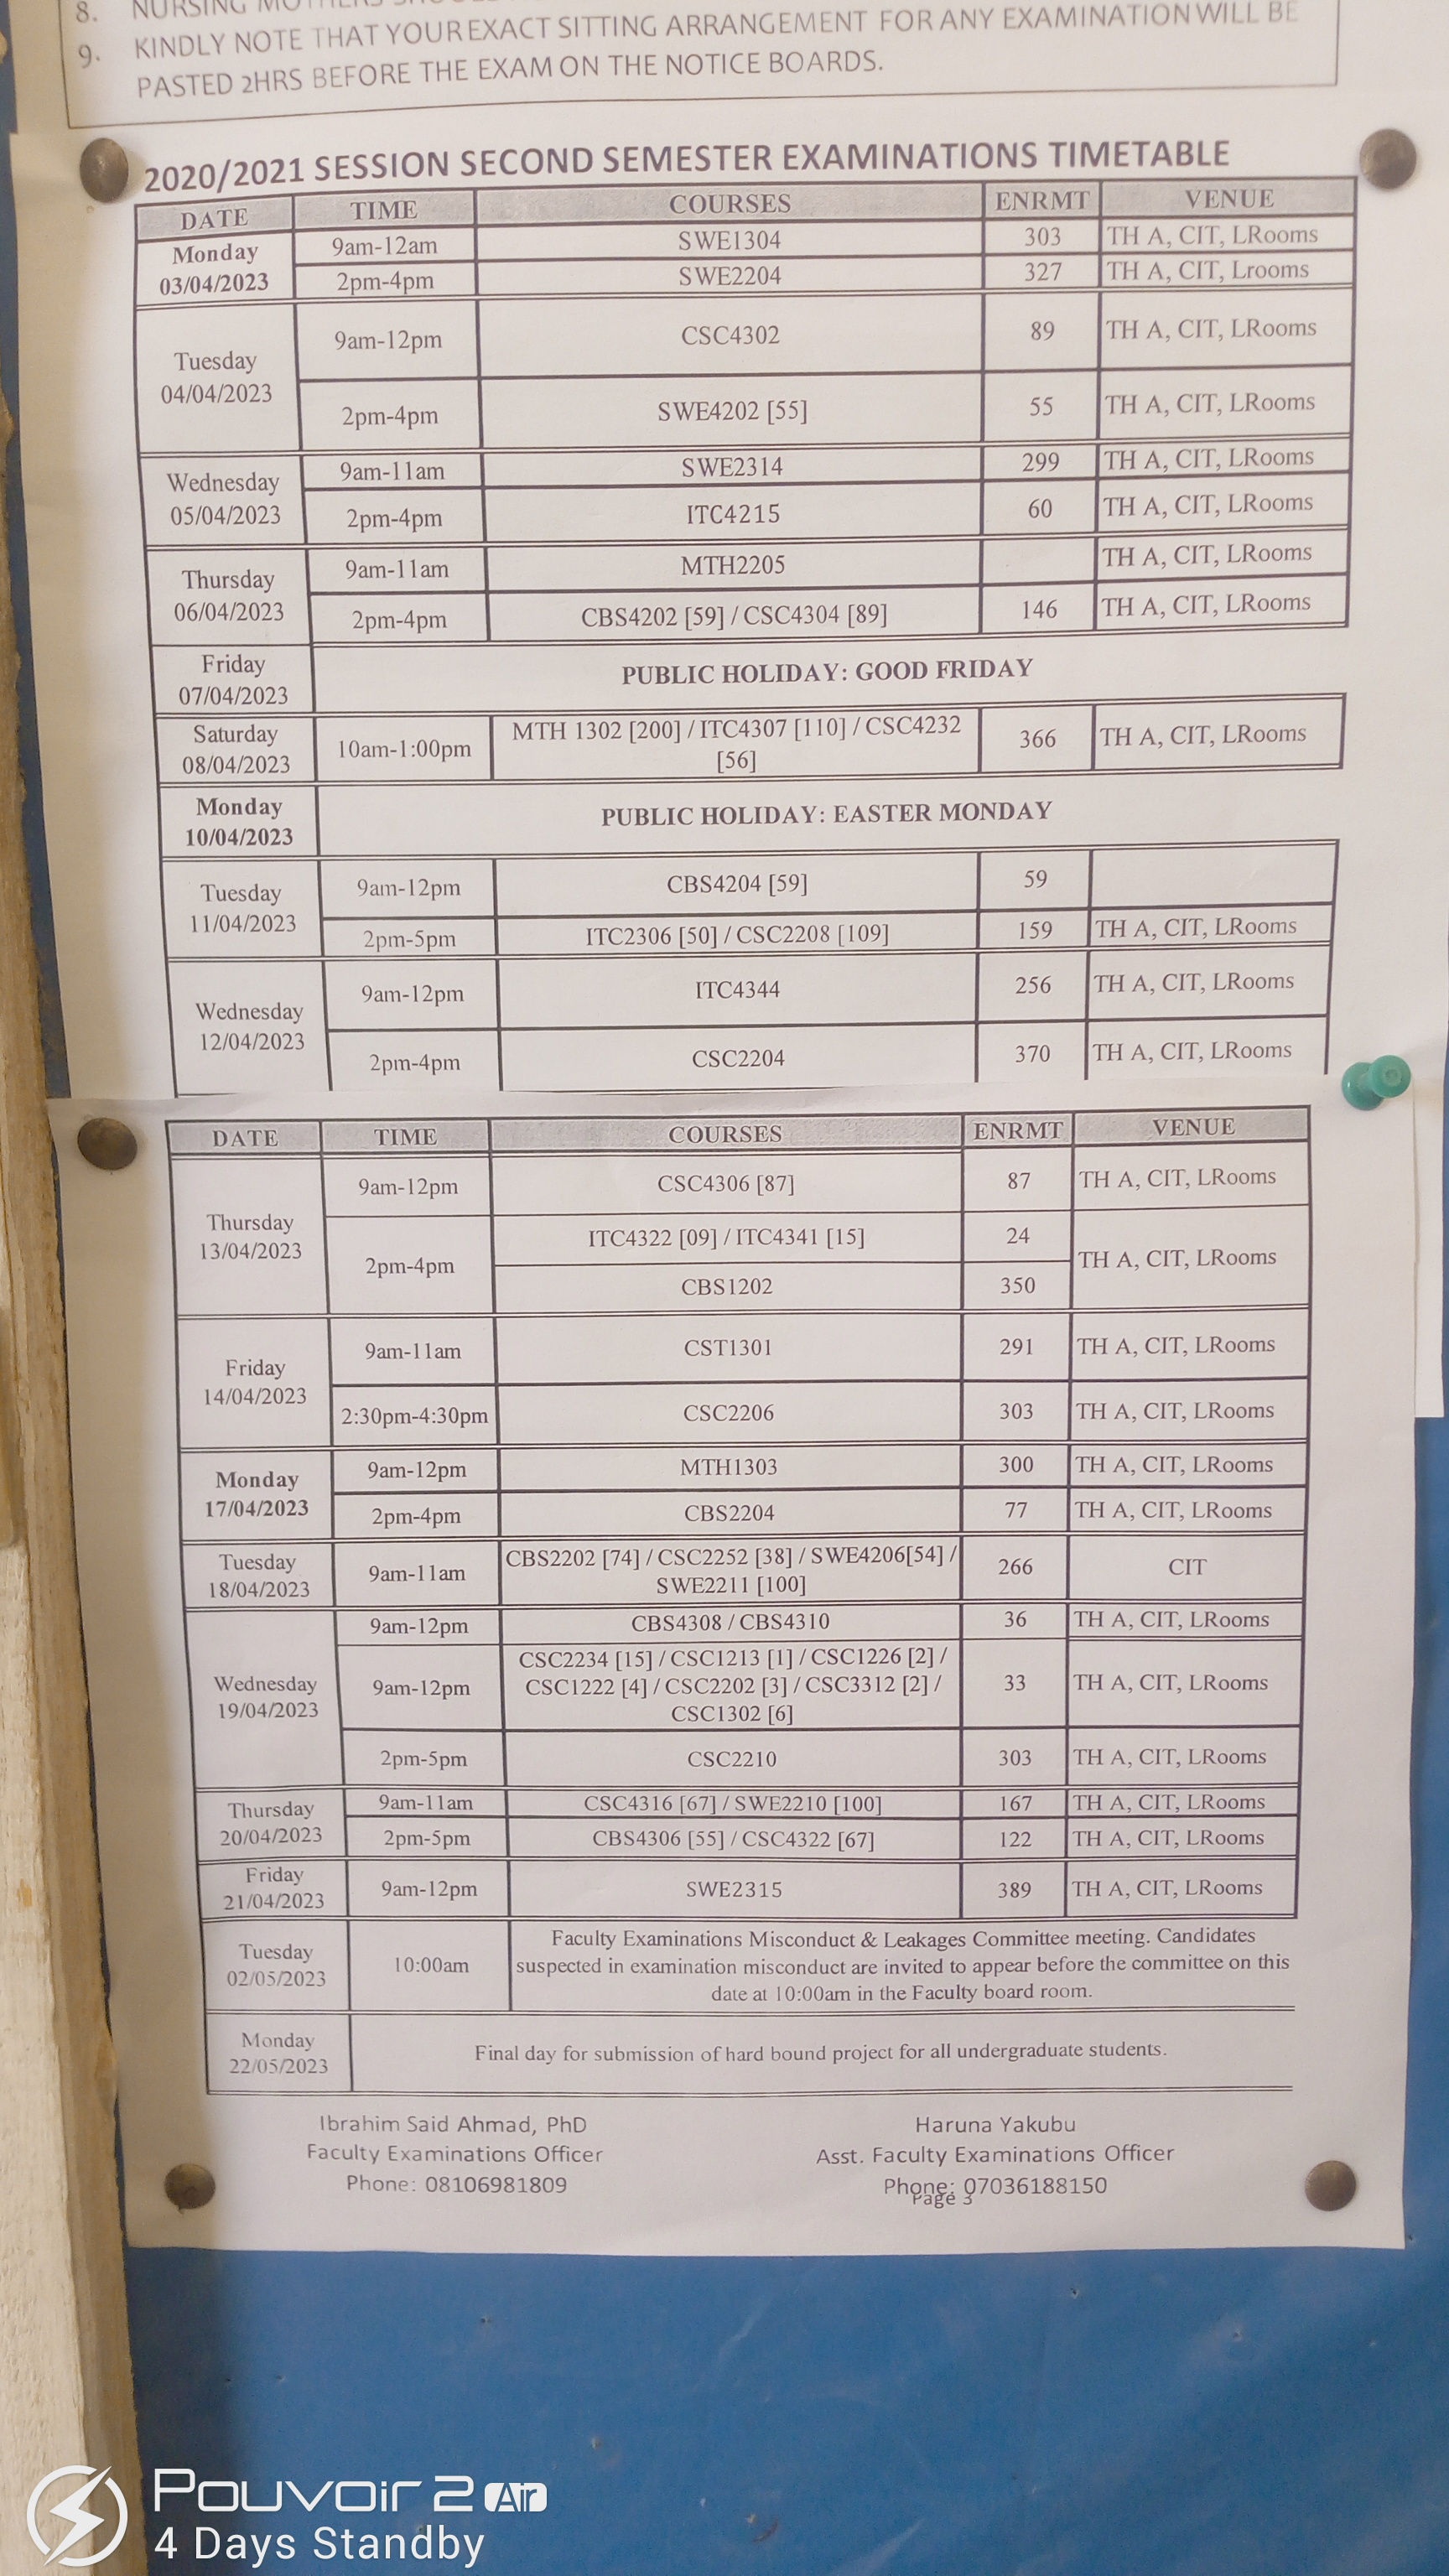 8. NURSING MOTHERS
9. KINDLY NOTE THAT YOUR EXACT SITTING ARRANGEMENT FOR ANY EXAMINATION WILL BE
PASTED 2HRS BEFORE THE EXAM ON THE NOTICE BOARDS.
2020/2021 SESSION SECOND SEMESTER EXAMINATIONS TIMETABLE
DATE TIME COURSES ENRMT VENUE
Monday
03/04/2023
9am-12am SWE1304 303 TH A, CIT, LRooms
2pm-4pm SWE2204 327 TH A, CIT, Lrooms
Tuesday
04/04/2023
9am-12pm CSC4302 89 TH A, CIT, LRooms
2pm-4pm SWE4202 [55] 55 TH A, CIT, LRooms
Wednesday
05/04/2023
9am-11am SWE2314 299 TH A, CIT, LRooms
2pm-4pm ITC4215 60 TH A, CIT, LRooms
Thursday
06/04/2023
9am-11am MTH2205 TH A, CIT, LRooms
2pm-4pm CBS4202 [59] / CSC4304 [89] 146 TH A, CIT, LRooms
Friday
07/04/2023
PUBLIC HOLIDAY: GOOD FRIDAY
Saturday
08/04/2023
10am-1:00pm MTH 1302 [200] / ITC4307 [110] / CSC4232
[56] 366 TH A, CIT, LRooms
Monday
10/04/2023
PUBLIC HOLIDAY: EASTER MONDAY
Tuesday
11/04/2023
9am-12pm CBS4204 [59] 59
2pm-5pm ITC2306 [50] / CSC2208 [109] 159 TH A, CIT, LRooms
Wednesday
12/04/2023
9am-12pm ITC4344 256 TH A, CIT, LRooms
2pm-4pm CSC2204 370 TH A, CIT, LRooms
DATE TIME COURSES ENRMT VENUE
Thursday
13/04/2023
9am-12pm CSC4306 [87] 87 TH A, CIT, LRooms
2pm-4pm ITC4322 [09] / ITC4341 [15] 24 TH A, CIT, LRooms
CBS1202 350
Friday
14/04/2023
9am-11am CST1301 291 TH A, CIT, LRooms
2:30pm-4:30pm CSC2206 303 TH A, CIT, LRooms
Monday
17/04/2023
9am-12pm MTH1303 300 TH A, CIT, LRooms
2pm-4pm CBS2204 77 TH A, CIT, LRooms
Tuesday
18/04/2023
9am-11am CBS2202 [74] / CSC2252 [38] / SWE4206[54] /
SWE2211 [100] 266 CIT
Wednesday
19/04/2023
9am-12pm CBS4308 / CBS4310 36 TH A, CIT, LRooms
9am-12pm CSC2234 [15] / CSC1213 [1] / CSC1226 [2] /
CSC1222 [4] / CSC2202 [3] / CSC3312 [2] /
CSC1302 [6] 33 TH A, CIT, LRooms
2pm-5pm CSC2210 303 TH A, CIT, LRooms
Thursday
20/04/2023
9am-11am CSC4316 [67] / SWE2210 [100] 167 TH A, CIT, LRooms
2pm-5pm CBS4306 [55] / CSC4322 [67] 122 TH A, CIT, LRooms
Friday
21/04/2023
9am-12pm SWE2315 389 TH A, CIT, LRooms
Tuesday
02/05/2023
10:00am
Faculty Examinations Misconduct & Leakages Committee meeting. Candidates
suspected in examination misconduct are invited to appear before the committee on this
date at 10:00am in the Faculty board room.
Monday
22/05/2023
Final day for submission of hard bound project for all undergraduate students.
Ibrahim Said Ahmad, PhD
Faculty Examinations Officer
Phone: 08106981809
Haruna Yakubu
Asst. Faculty Examinations Officer
Phone: 07036188150
Page 3
POUVOIR 2 Air
4 Days Standby